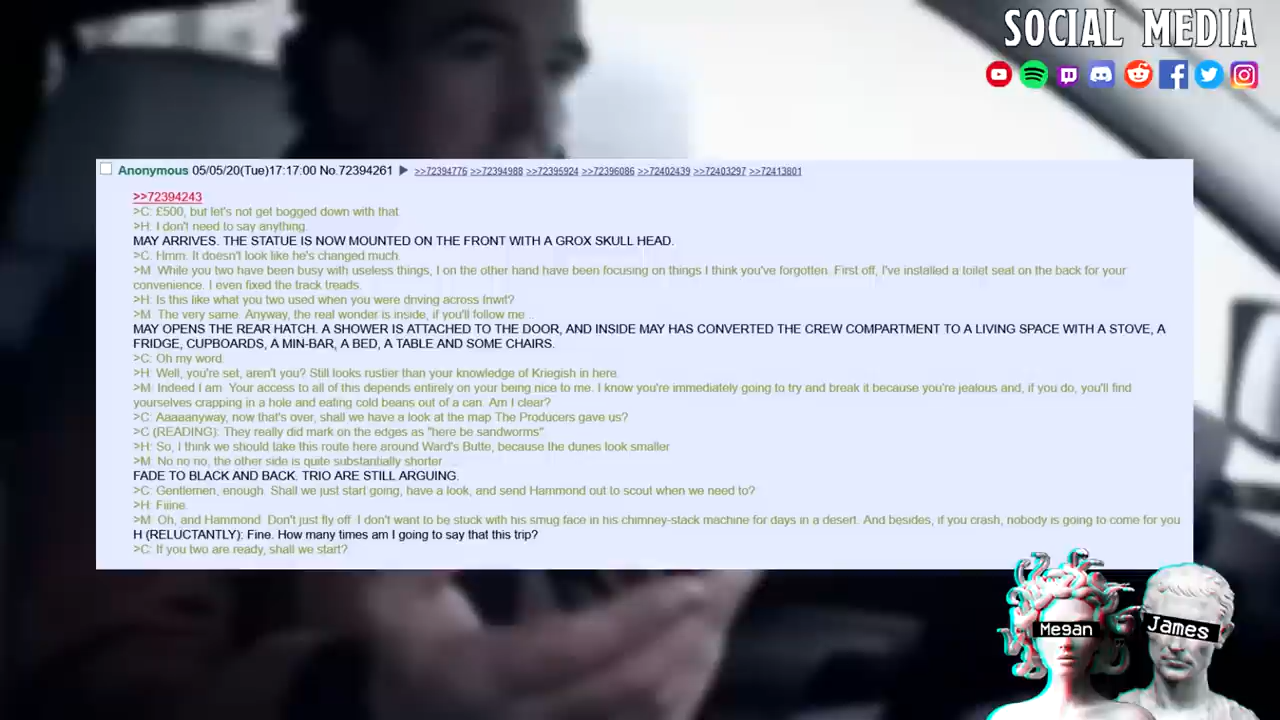 SOCIAL MEDIA
Anonymous 05/05/20(Tue)17:17:00 No.72394261 ▶ >>72394776 >>72394988 >>72395924 >>72396086 >>72402439 >>72403297 >>72413801
>>72394243
>C: £500, but let's not get bogged down with that.
>H: I don't need to say anything.
MAY ARRIVES. THE STATUE IS NOW MOUNTED ON THE FRONT WITH A GROX SKULL HEAD.
>C: Hmm. It doesn't look like he's changed much.
>M: While you two have been busy with useless things, I on the other hand have been focusing on things I think you've forgotten. First off, I've installed a toilet seat on the back for your
convenience. I even fixed the track treads.
>H: Is this like what you two used when you were driving across Inwit?
>M: The very same. Anyway, the real wonder is inside, if you'll follow me...
MAY OPENS THE REAR HATCH. A SHOWER IS ATTACHED TO THE DOOR, AND INSIDE MAY HAS CONVERTED THE CREW COMPARTMENT TO A LIVING SPACE WITH A STOVE, A
FRIDGE, CUPBOARDS, A MIN-BAR, A BED, A TABLE AND SOME CHAIRS.
>C: Oh my word.
>H: Well, you're set, aren't you? Still looks rustier than your knowledge of Kriegish in here.
>M: Indeed I am. Your access to all of this depends entirely on your being nice to me. I know you're immediately going to try and break it because you're jealous and, if you do, you'll find
yourselves crapping in a hole and eating cold beans out of a can. Am I clear?
>C: Aaaaanyway, now that's over, shall we have a look at the map The Producers gave us?
>C (READING): They really did mark on the edges as "here be sandworms"
>H: So, I think we should take this route here around Ward's Butte, because the dunes look smaller
>M: No no no, the other side is quite substantially shorter...
FADE TO BLACK AND BACK. TRIO ARE STILL ARGUING.
>C: Gentlemen, enough. Shall we just start going, have a look, and send Hammond out to scout when we need to?
>H: Fiiine.
>M: Oh, and Hammond. Don't just fly off. I don't want to be stuck with his smug face in his chimney-stack machine for days in a desert. And besides, if you crash, nobody is going to come for you
H (RELUCTANTLY): Fine. How many times am I going to say that this trip?
>C: If you two are ready, shall we start?
Megan
James